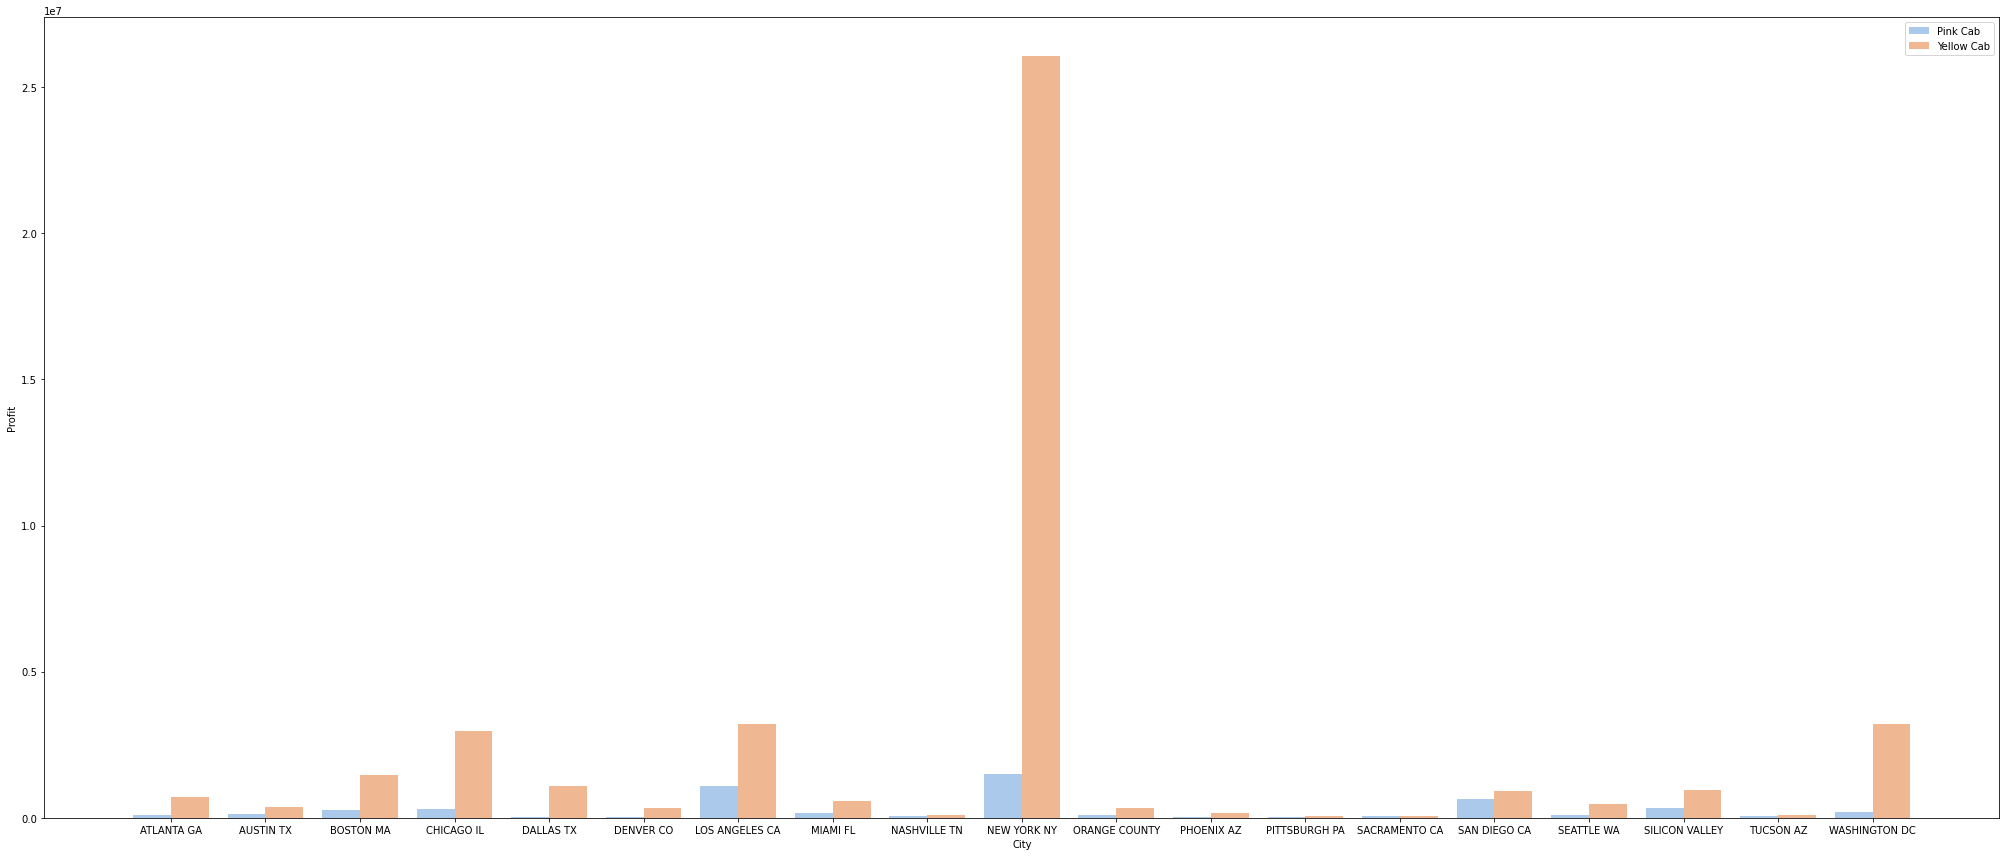 1e7
Pink Cab
Yellow Cab
2.5
2.0
1.5
1.0
0.5
0.0
Profit
ATLANTA GA
AUSTIN TX
BOSTON MA
CHICAGO IL
DALLAS TX
DENVER CO
LOS ANGELES CA
MIAMI FL
NASHVILLE TN
NEW YORK NY
ORANGE COUNTY
PHOENIX AZ
PITTSBURGH PA
SACRAMENTO CA
SAN DIEGO CA
SEATTLE WA
SILICON VALLEY
TUCSON AZ
WASHINGTON DC
City